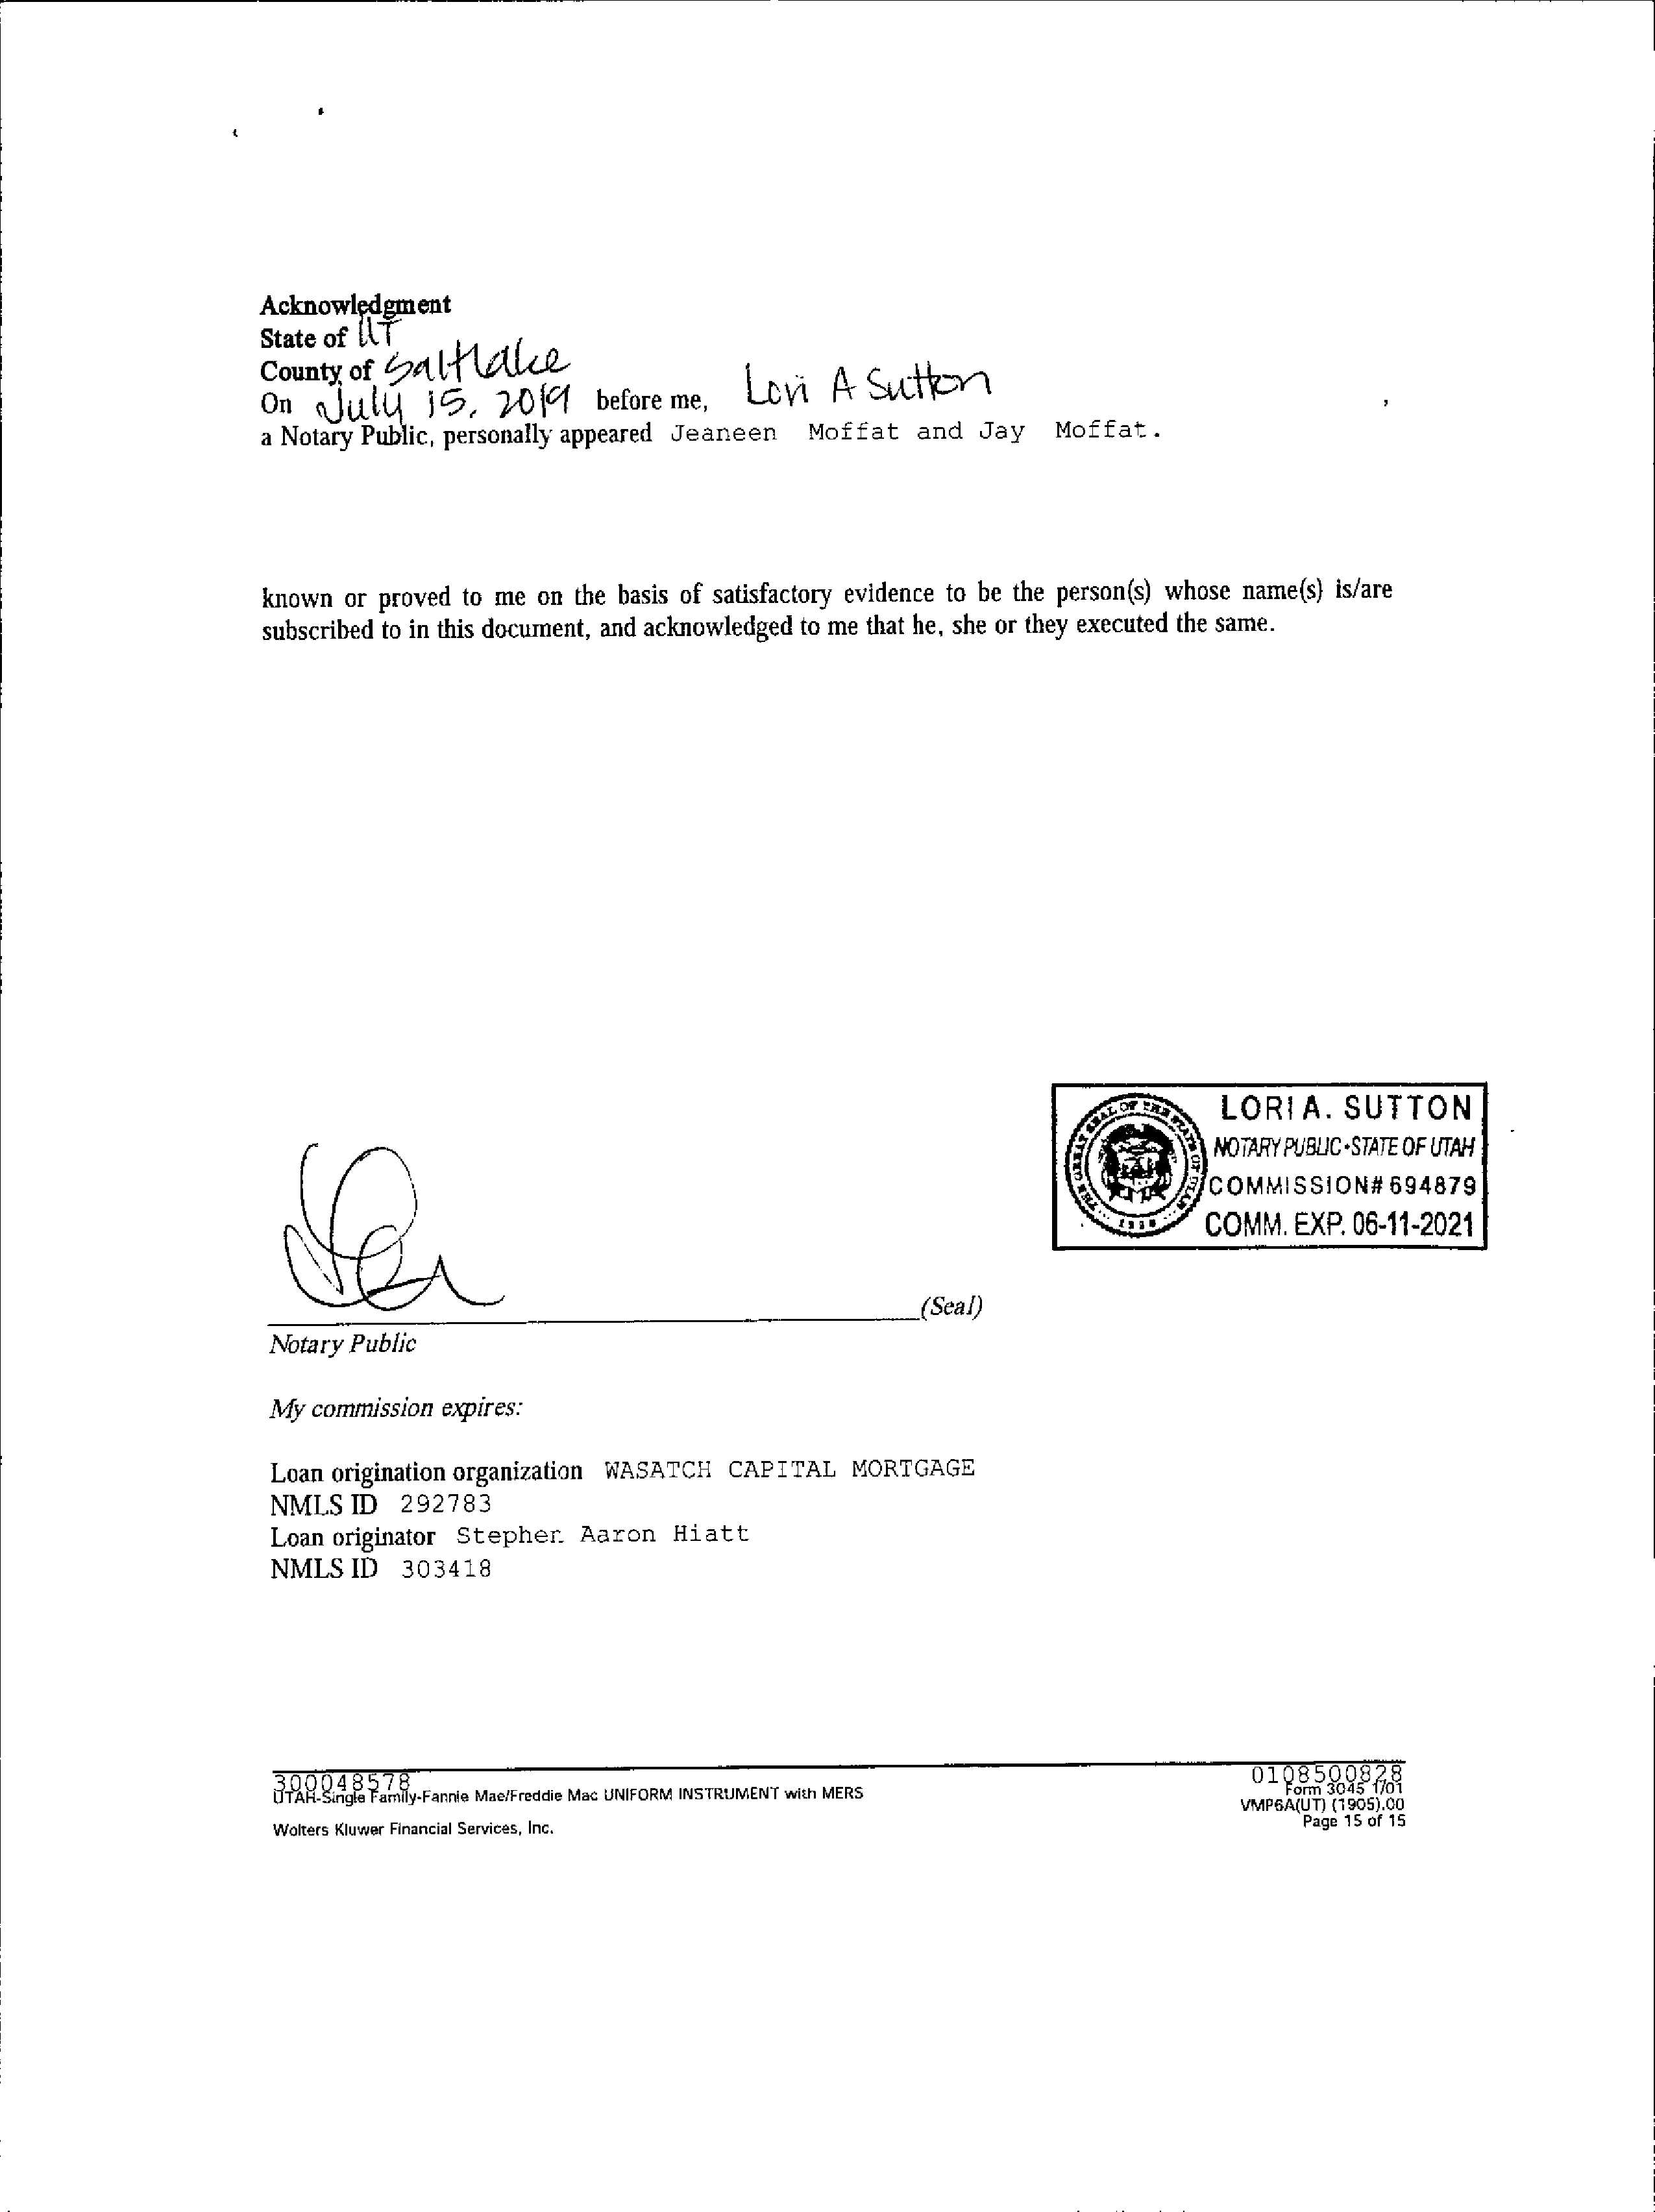 Acknowledgment
State of UT
County of Saltlake
On July 15, 2019 before me, Lori A Sutton ,
a Notary Public, personally appeared Jeaneen Moffat and Jay Moffat.
known or proved to me on the basis of satisfactory evidence to be the person(s) whose name(s) is/are
subscribed to in this document, and acknowledged to me that he, she or they executed the same.
LORI A. SUTTON
NOTARY PUBLIC•STATE OF UTAH
COMMISSION# 694879
COMM. EXP. 06-11-2021
THE GREAT SEAL OF THE STATE OF UTAH
(Seal)
Notary Public
My commission expires:
Loan origination organization WASATCH CAPITAL MORTGAGE
NMLS ID 292783
Loan originator Stephen Aaron Hiatt
NMLS ID 303418
300048578
UTAH-Single Family-Fannie Mae/Freddie Mac UNIFORM INSTRUMENT with MERS
Wolters Kluwer Financial Services, Inc.
0108500828
Form 3045 1/01
VMP6A(UT) (1905).00
Page 15 of 15